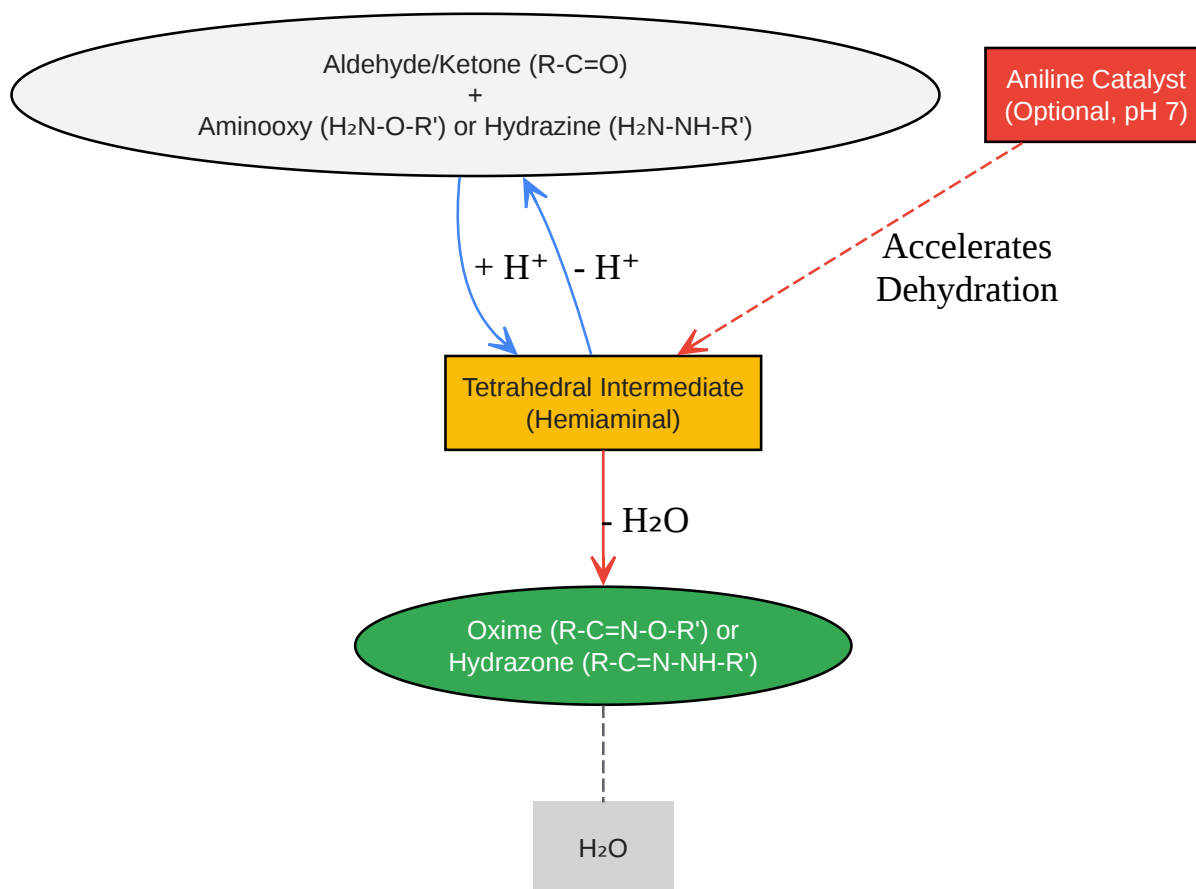 Aldehyde/Ketone (R-C=O)
+
Aminooxy (H₂N-O-R') or Hydrazine (H₂N-NH-R')
Aniline Catalyst
(Optional, pH 7)
+ H⁺
- H⁺
Accelerates
Dehydration
Tetrahedral Intermediate
(Hemiaminal)
- H₂O
Oxime (R-C=N-O-R') or
Hydrazone (R-C=N-NH-R')
H₂O